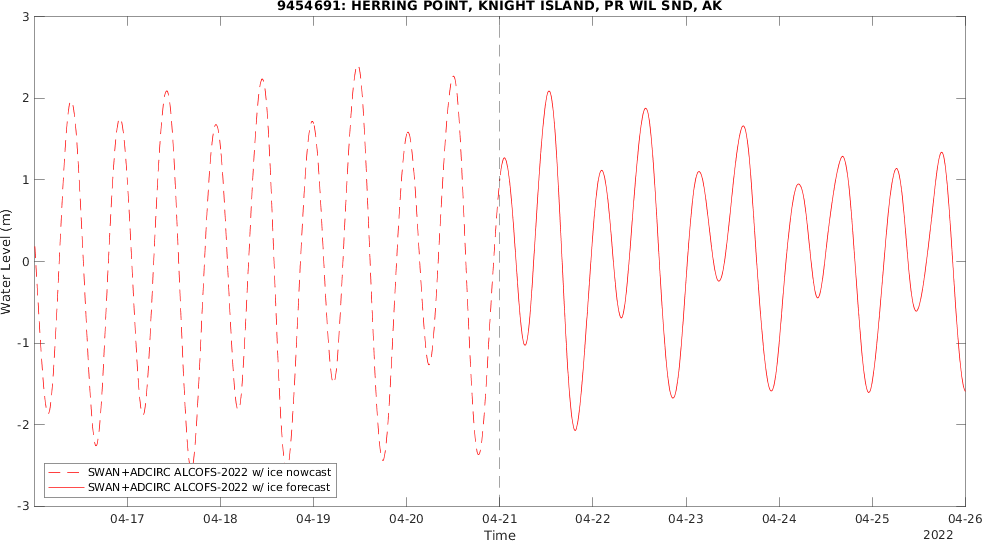 9454691: HERRING POINT, KNIGHT ISLAND, PR WIL SND, AK
3
2
1
0
-1
-2
-3
Water Level (m)
SWAN+ADCIRC ALCOFS-2022 w/ ice nowcast
SWAN+ADCIRC ALCOFS-2022 w/ ice forecast
04-17 04-18 04-19 04-20 04-21 04-22 04-23 04-24 04-25 04-26
Time
2022